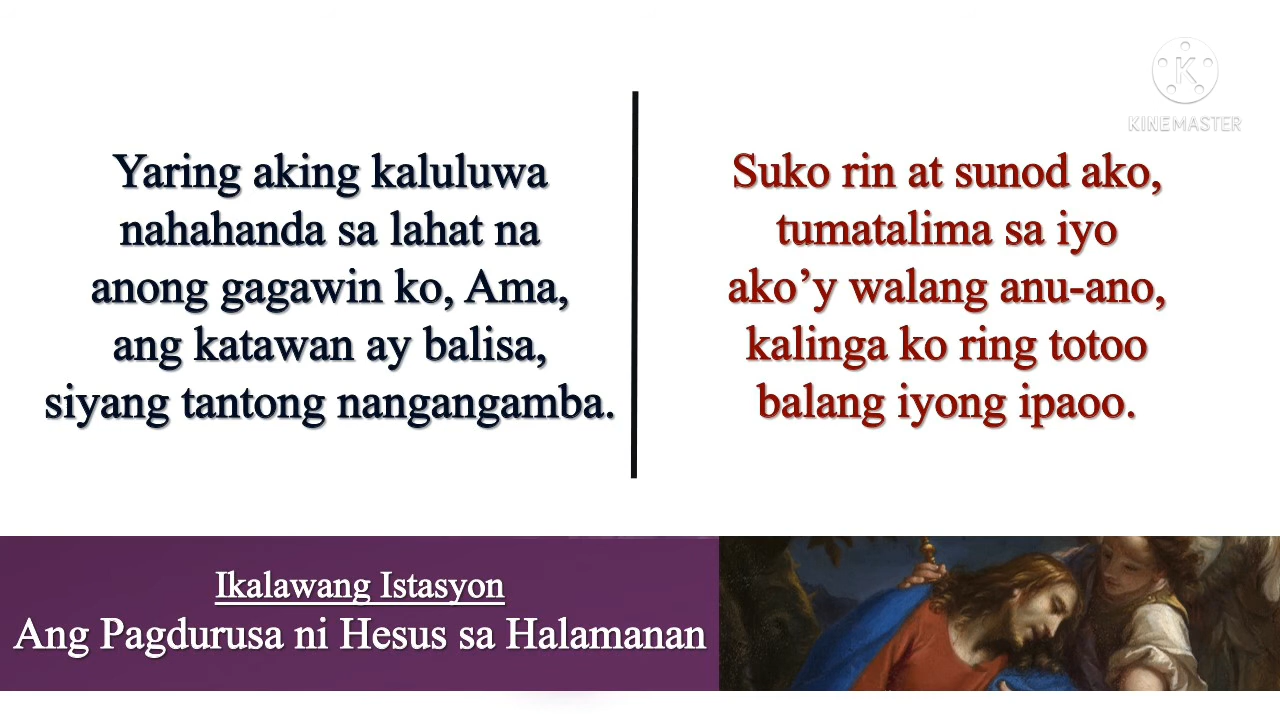 Yaring aking kaluluwa
nahahanda sa lahat na
anong gagawin ko, Ama,
ang katawan ay balisa,
siyang tantong nangangamba.
Suko rin at sunod ako,
tumatalima sa iyo
ako’y walang anu-ano,
kalinga ko ring totoo
balang iyong ipaoo.
K
KINEMASTER
Ikalawang Istasyon
Ang Pagdurusa ni Hesus sa Halamanan